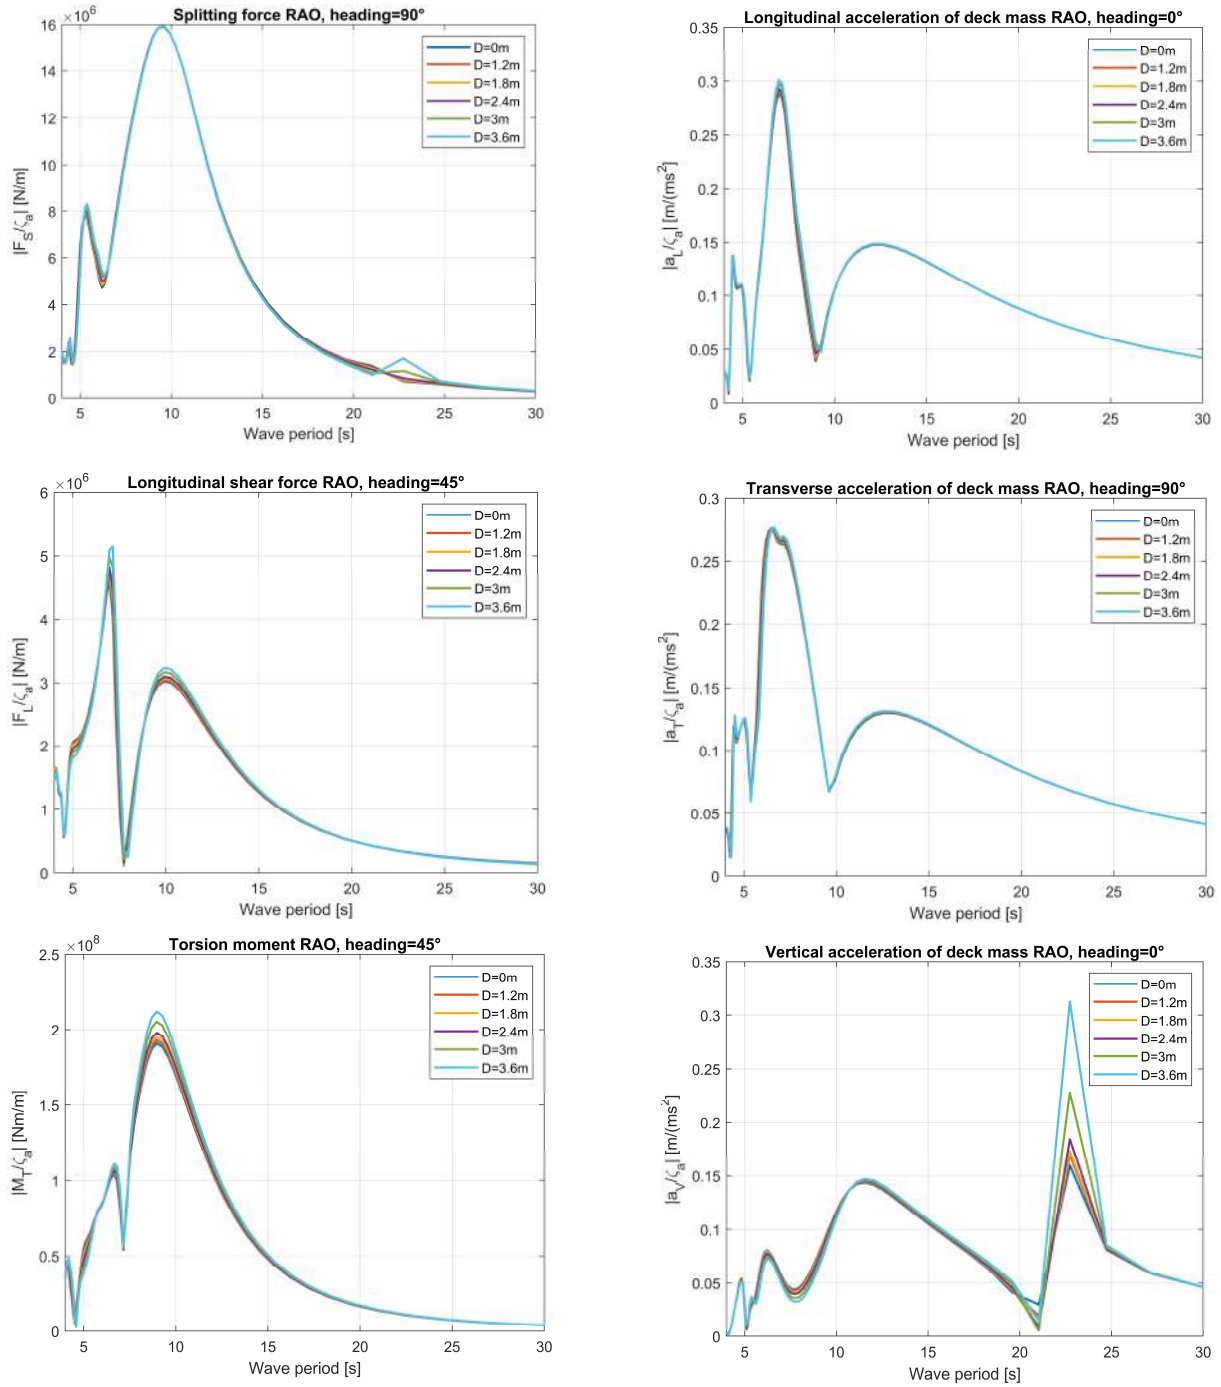 Splitting force RAO, heading=90°
×10⁶
16
14
12
10
8
6
4
2
0
5
10
15
20
25
30
|F_S/ζ_a| [N/m]
Wave period [s]
D=0m
D=1.2m
D=1.8m
D=2.4m
D=3m
D=3.6m
Longitudinal acceleration of deck mass RAO, heading=0°
0.35
0.3
0.25
0.2
0.15
0.1
0.05
0
5
10
15
20
25
30
|a_L/ζ_a| [m/(ms²]
Wave period [s]
D=0m
D=1.2m
D=1.8m
D=2.4m
D=3m
D=3.6m
Longitudinal shear force RAO, heading=45°
×10⁶
6
5
4
3
2
1
0
5
10
15
20
25
30
|F_L/ζ_a| [N/m]
Wave period [s]
D=0m
D=1.2m
D=1.8m
D=2.4m
D=3m
D=3.6m
Transverse acceleration of deck mass RAO, heading=90°
0.3
0.25
0.2
0.15
0.1
0.05
0
5
10
15
20
25
30
|a_T/ζ_a| [m/(ms²]
Wave period [s]
D=0m
D=1.2m
D=1.8m
D=2.4m
D=3m
D=3.6m
Torsion moment RAO, heading=45°
×10⁸
2.5
2
1.5
1
0.5
0
5
10
15
20
25
30
|M_T/ζ_a| [Nm/m]
Wave period [s]
D=0m
D=1.2m
D=1.8m
D=2.4m
D=3m
D=3.6m
Vertical acceleration of deck mass RAO, heading=0°
0.35
0.3
0.25
0.2
0.15
0.1
0.05
0
5
10
15
20
25
30
|a_V/ζ_a| [m/(ms²]
Wave period [s]
D=0m
D=1.2m
D=1.8m
D=2.4m
D=3m
D=3.6m